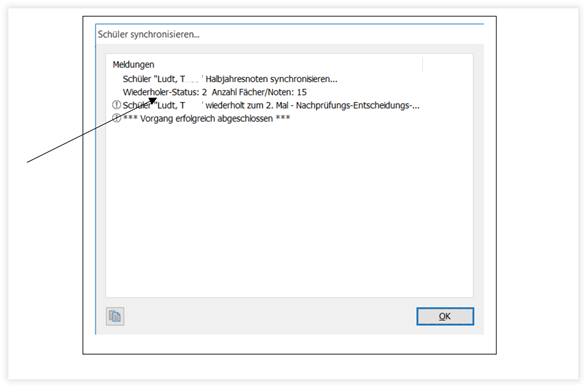 Schüler synchronisieren...
Meldungen
Schüler "Ludt, T ' Halbjahresnoten synchronisieren...
Wiederholer-Status: 2 Anzahl Fächer/Noten: 15
Schüler "Ludt, T ' wiederholt zum 2. Mal - Nachprüfungs-Entscheidungs-...
*** Vorgang erfolgreich abgeschlossen ***
OK